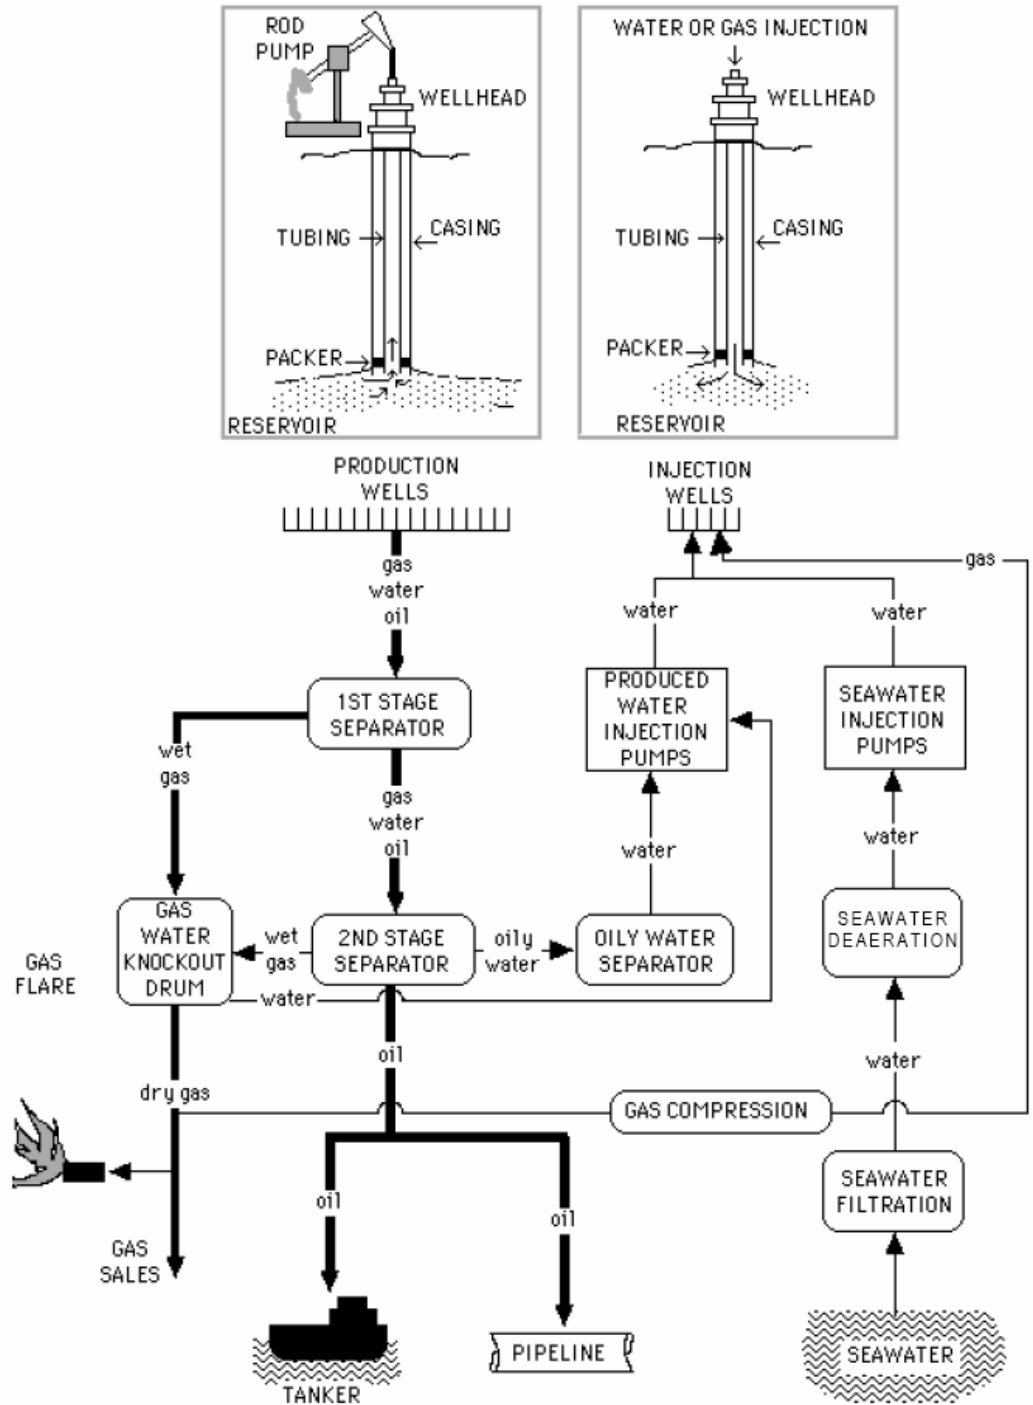 ROD
PUMP
WELLHEAD
TUBING
CASING
PACKER
RESERVOIR
WATER OR GAS INJECTION
WELLHEAD
TUBING
CASING
PACKER
RESERVOIR
PRODUCTION
WELLS
INJECTION
WELLS
gas
water
oil
gas
water
water
1ST STAGE
SEPARATOR
PRODUCED
WATER
INJECTION
PUMPS
SEAWATER
INJECTION
PUMPS
wet
gas
gas
water
oil
water
water
GAS
WATER
KNOCKOUT
DRUM
wet
gas
2ND STAGE
SEPARATOR
oily
water
OILY WATER
SEPARATOR
SEAWATER
DEAERATION
GAS
FLARE
water
oil
water
dry gas
GAS COMPRESSION
SEAWATER
FILTRATION
oil
oil
GAS
SALES
TANKER
PIPELINE
SEAWATER